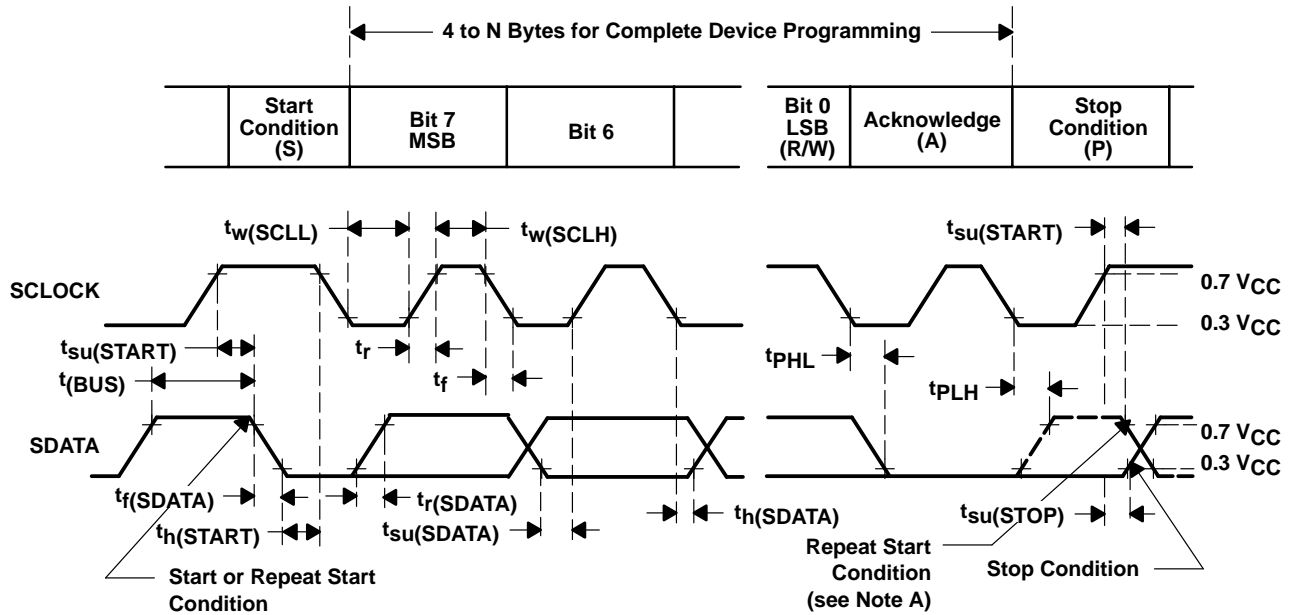 4 to N Bytes for Complete Device Programming
Start
Condition
(S)
Bit 7
MSB
Bit 6
Bit 0
LSB
(R/W)
Acknowledge
(A)
Stop
Condition
(P)
tw(SCLL)
tw(SCLH)
tsu(START)
SCLOCK
0.7 VCC
0.3 VCC
tsu(START)
tr
tPHL
t(BUS)
tf
tPLH
SDATA
0.7 VCC
0.3 VCC
tf(SDATA)
tr(SDATA)
th(SDATA)
tsu(STOP)
th(START)
tsu(SDATA)
Repeat Start
Condition
(see Note A)
Stop Condition
Start or Repeat Start
Condition